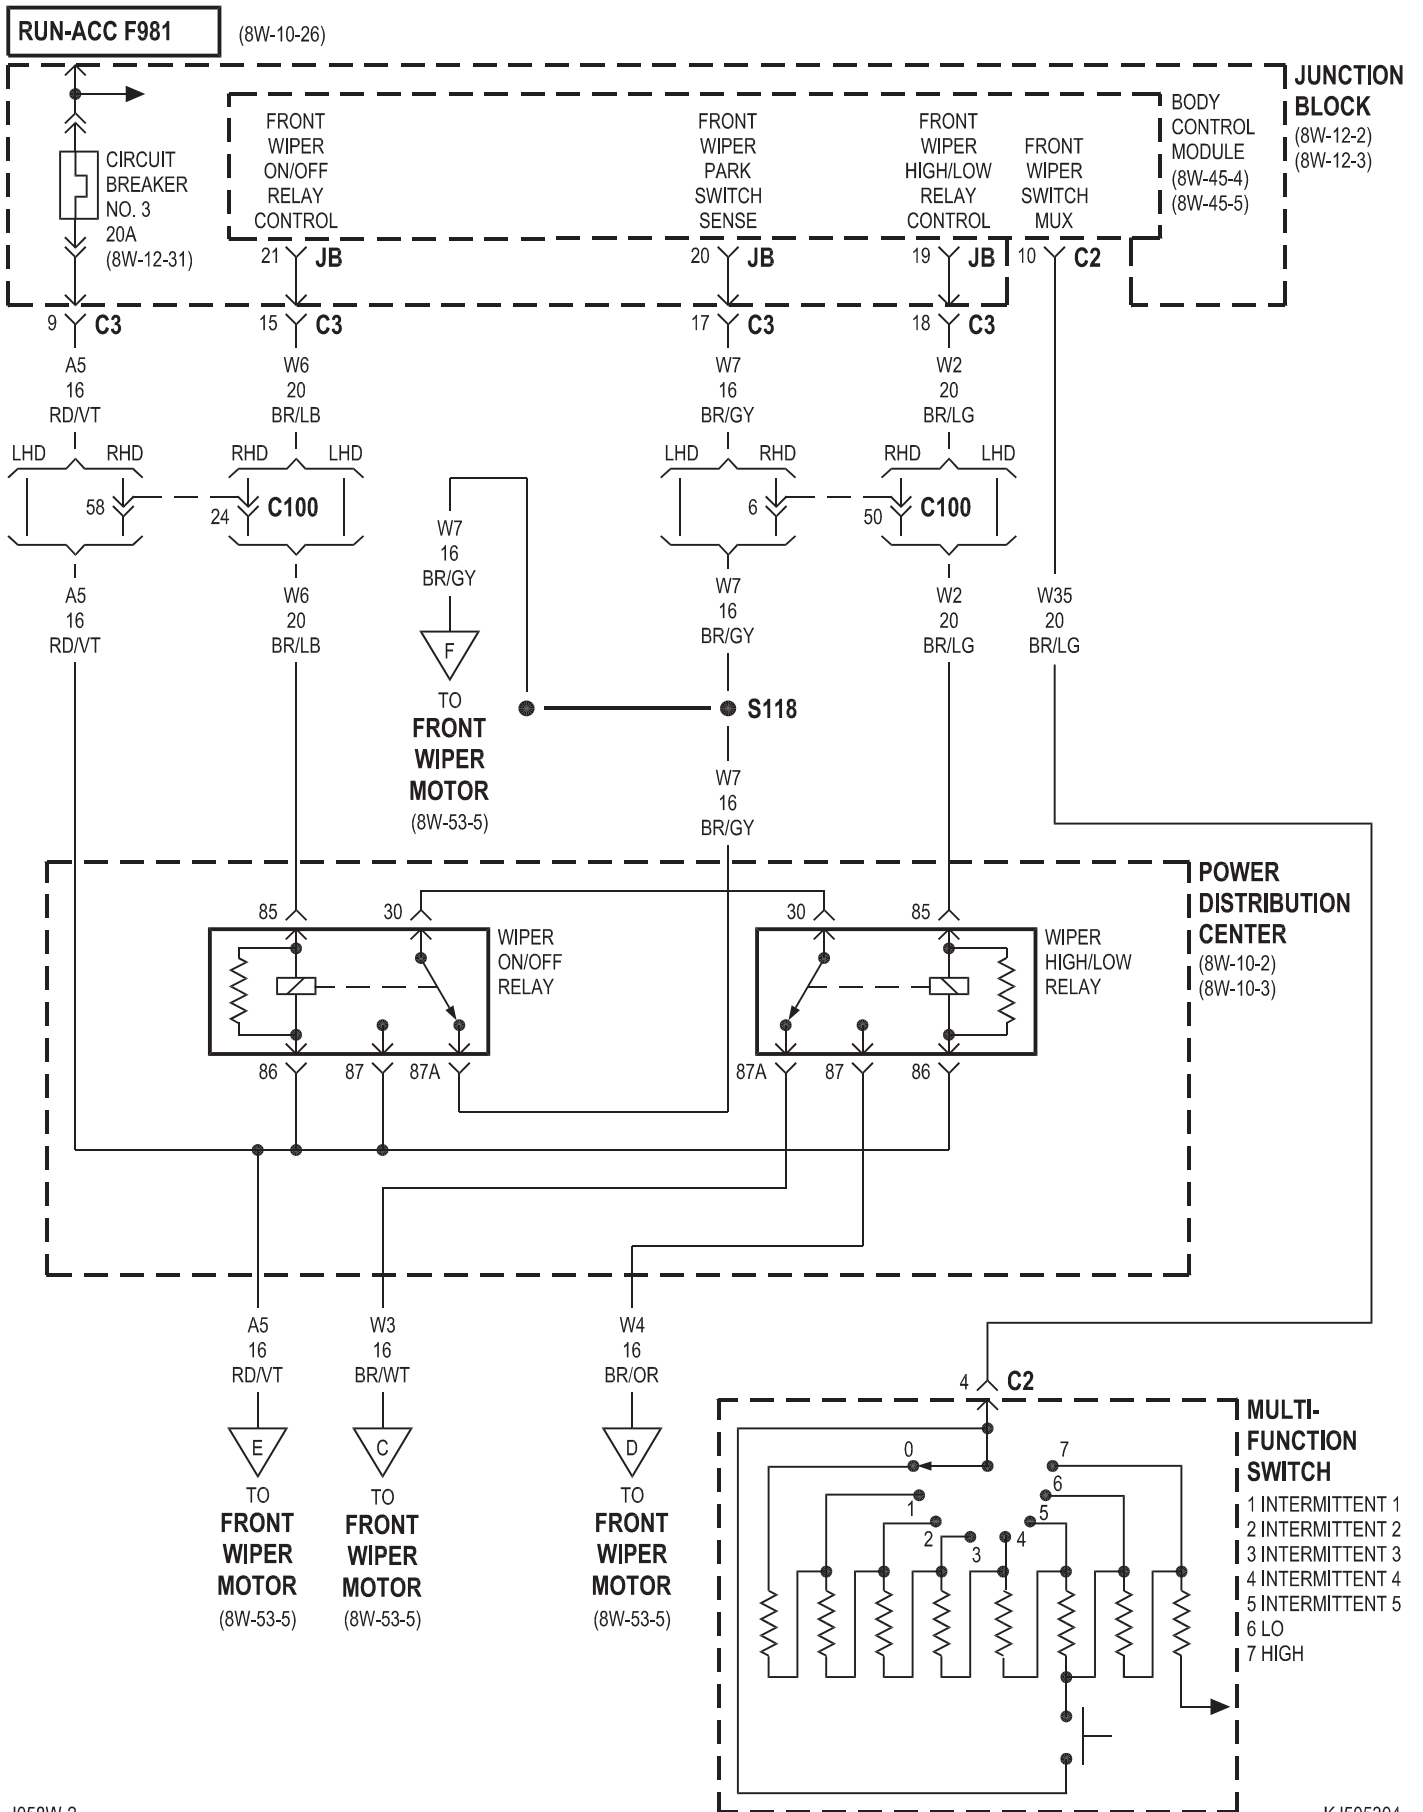 RUN-ACC F981
(8W-10-26)
JUNCTION
BLOCK
(8W-12-2)
(8W-12-3)
BODY
CONTROL
MODULE
(8W-45-4)
(8W-45-5)
FRONT
WIPER
ON/OFF
RELAY
CONTROL
FRONT
WIPER
PARK
SWITCH
SENSE
FRONT
WIPER
HIGH/LOW
RELAY
CONTROL
FRONT
WIPER
SWITCH
MUX
CIRCUIT
BREAKER
NO. 3
20A
(8W-12-31)
21 JB
20 JB
19 JB
10 C2
9 C3
15 C3
17 C3
18 C3
A5
16
RD/VT
W6
20
BR/LB
W7
16
BR/GY
W2
20
BR/LG
LHD RHD
RHD LHD
LHD RHD
RHD LHD
58
24 C100
6
50 C100
W7
16
BR/GY
F
TO
FRONT
WIPER
MOTOR
(8W-53-5)
A5
16
RD/VT
W6
20
BR/LB
W7
16
BR/GY
W2
20
BR/LG
W35
20
BR/LG
S118
W7
16
BR/GY
POWER
DISTRIBUTION
CENTER
(8W-10-2)
(8W-10-3)
85 30
30 85
WIPER
ON/OFF
RELAY
WIPER
HIGH/LOW
RELAY
86 87 87A
87A 87 86
A5
16
RD/VT
E
TO
FRONT
WIPER
MOTOR
(8W-53-5)
W3
16
BR/WT
C
TO
FRONT
WIPER
MOTOR
(8W-53-5)
W4
16
BR/OR
D
TO
FRONT
WIPER
MOTOR
(8W-53-5)
4 C2
MULTI-
FUNCTION
SWITCH
1 INTERMITTENT 1
2 INTERMITTENT 2
3 INTERMITTENT 3
4 INTERMITTENT 4
5 INTERMITTENT 5
6 LO
7 HIGH
0
1
2
3
4
5
6
7